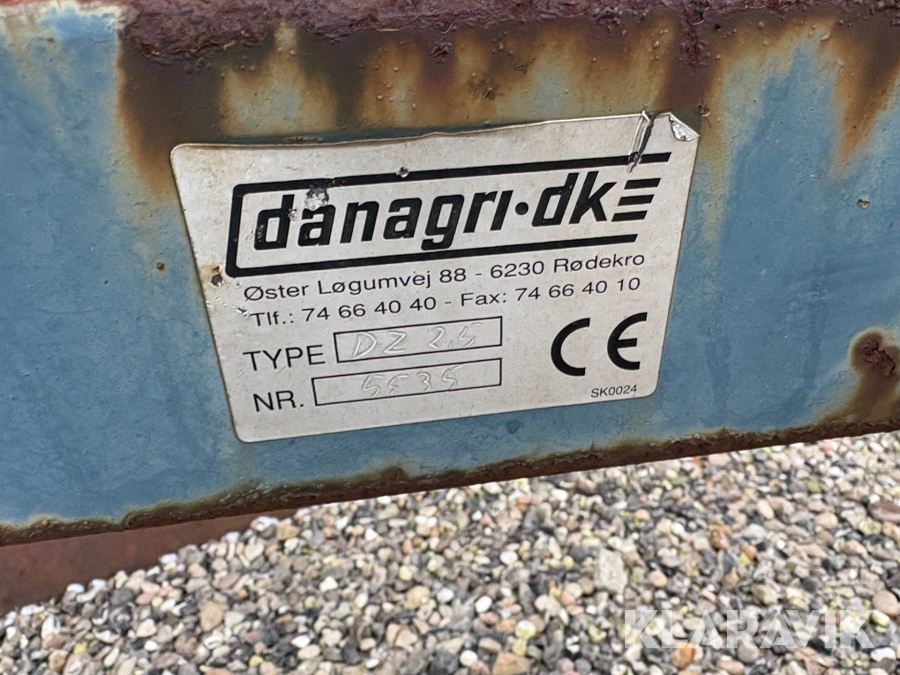 danagri·dk
Øster Løgumvej 88 - 6230 Rødekro
Tlf.: 74 66 40 40 - Fax: 74 66 40 10
TYPE DZ 2.5
NR. 5535
CE
SK0024
KLARAVIK